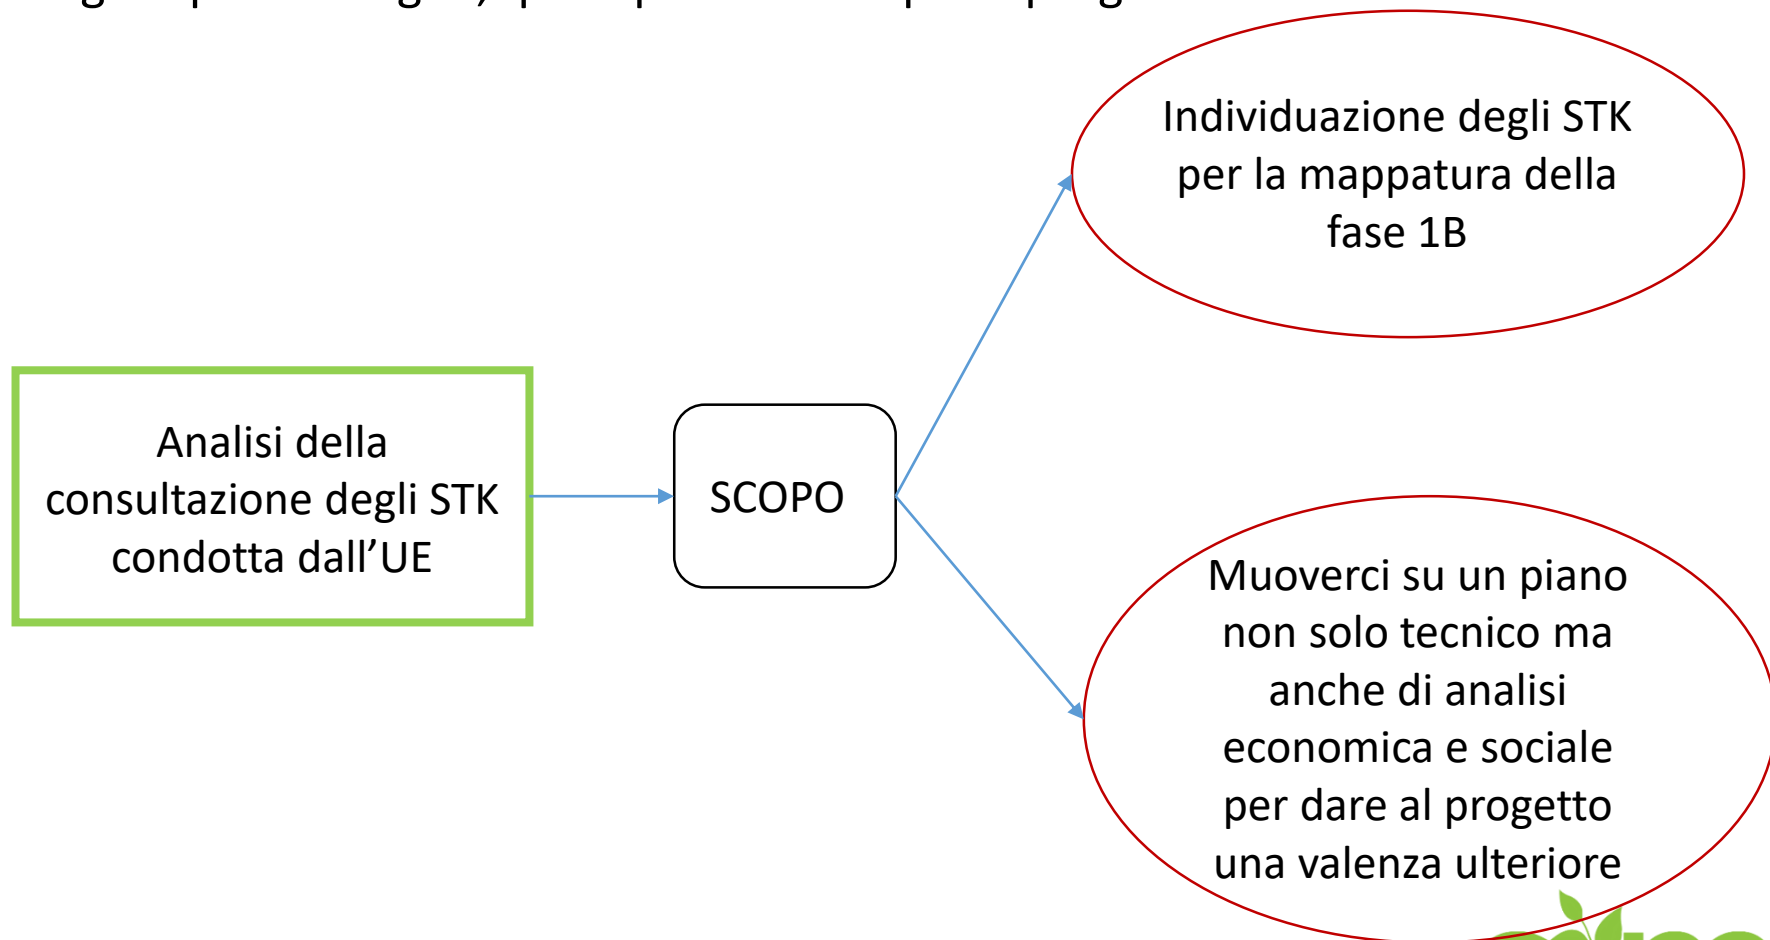 Individuazione degli STK
per la mappatura della
fase 1B
Analisi della
consultazione degli STK
condotta dall’UE
SCOPO
Muoverci su un piano
non solo tecnico ma
anche di analisi
economica e sociale
per dare al progetto
una valenza ulteriore